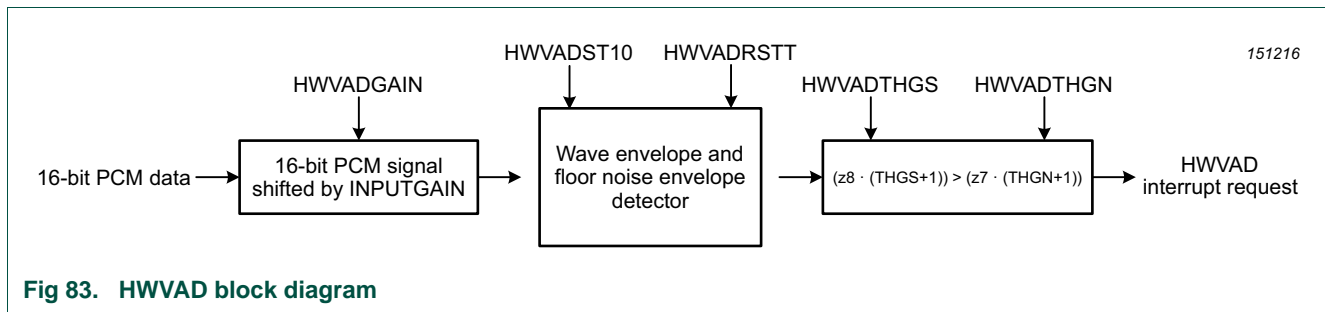 HWVADST10 HWVADRSTT
151216
HWVADGAIN
HWVADTHGS HWVADTHGN
16-bit PCM data
16-bit PCM signal
shifted by INPUTGAIN
Wave envelope and
floor noise envelope
detector
(z8 · (THGS+1)) > (z7 · (THGN+1))
HWVAD
interrupt request
Fig 83. HWVAD block diagram